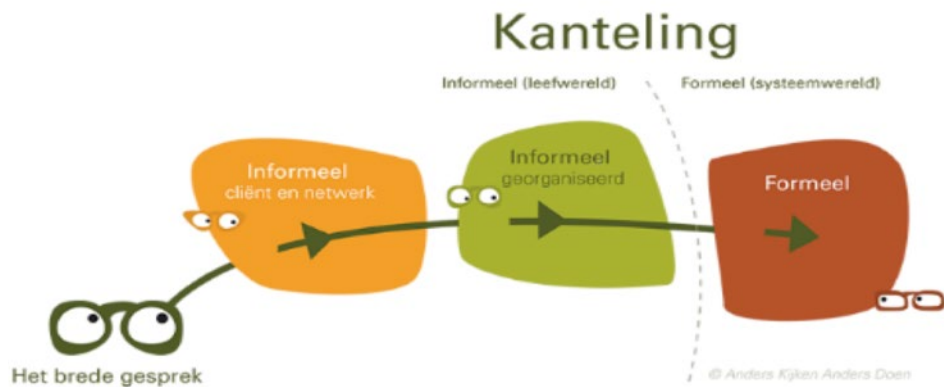 Kanteling
Informeel (leefwereld)
Formeel (systeemwereld)
Informeel
cliënt en netwerk
Informeel
georganiseerd
Formeel
Het brede gesprek
© Anders Kijken Anders Doen